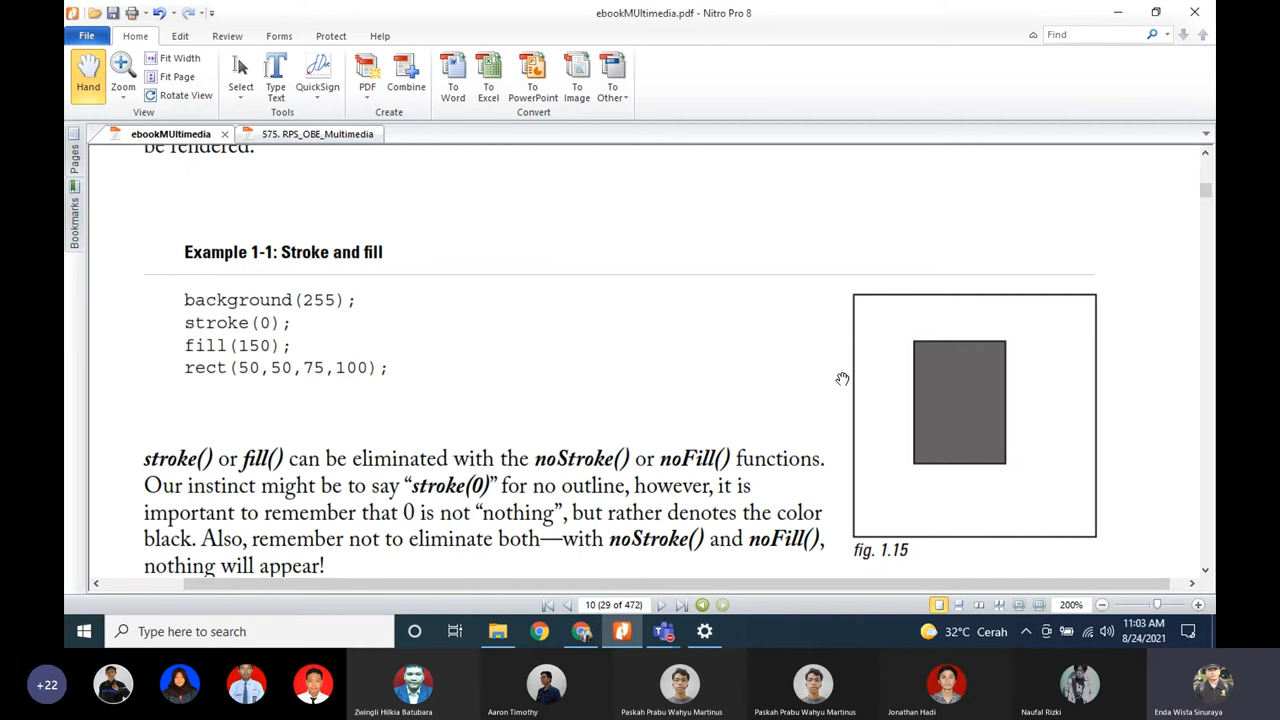 ebookMUltimedia.pdf - Nitro Pro 8
File
Home
Edit
Review
Forms
Protect
Help
Find
Hand
Zoom
Fit Width
Fit Page
Rotate View
View
Select
Type
Text
QuickSign
Tools
PDF
Combine
Create
To
Word
To
Excel
To
PowerPoint
To
Image
To
Other
Convert
ebookMUltimedia
575. RPS_OBE_Multimedia
Pages
Bookmarks
be rendered.
Example 1-1: Stroke and fill
background(255);
stroke(0);
fill(150);
rect(50,50,75,100);
stroke() or fill() can be eliminated with the noStroke() or noFill() functions.
Our instinct might be to say “stroke(0)” for no outline, however, it is
important to remember that 0 is not “nothing”, but rather denotes the color
black. Also, remember not to eliminate both—with noStroke() and noFill(),
nothing will appear!
fig. 1.15
10 (29 of 472)
200%
Type here to search
32°C Cerah
11:03 AM
8/24/2021
+22
Zwingli Hilkia Batubara
Aaron Timothy
Paskah Prabu Wahyu Martinus
Paskah Prabu Wahyu Martinus
Jonathan Hadi
Naufal Rizki
Enda Wista Sinuraya